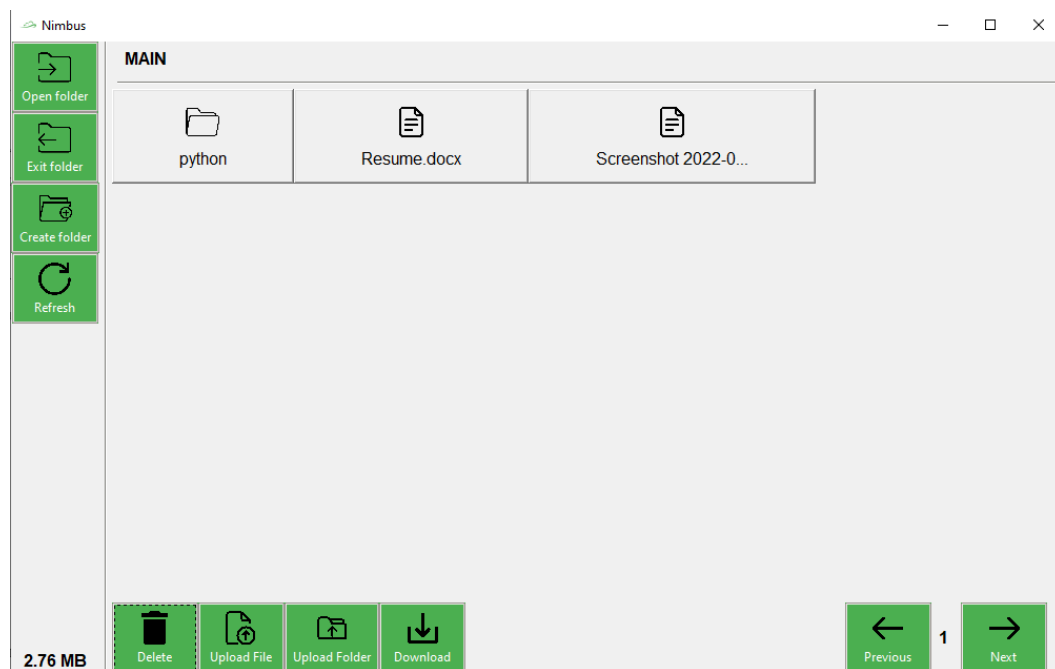 Nimbus
Open folder
Exit folder
Create folder
Refresh
2.76 MB
MAIN
python
Resume.docx
Screenshot 2022-0...
Delete
Upload File
Upload Folder
Download
Previous
1
Next